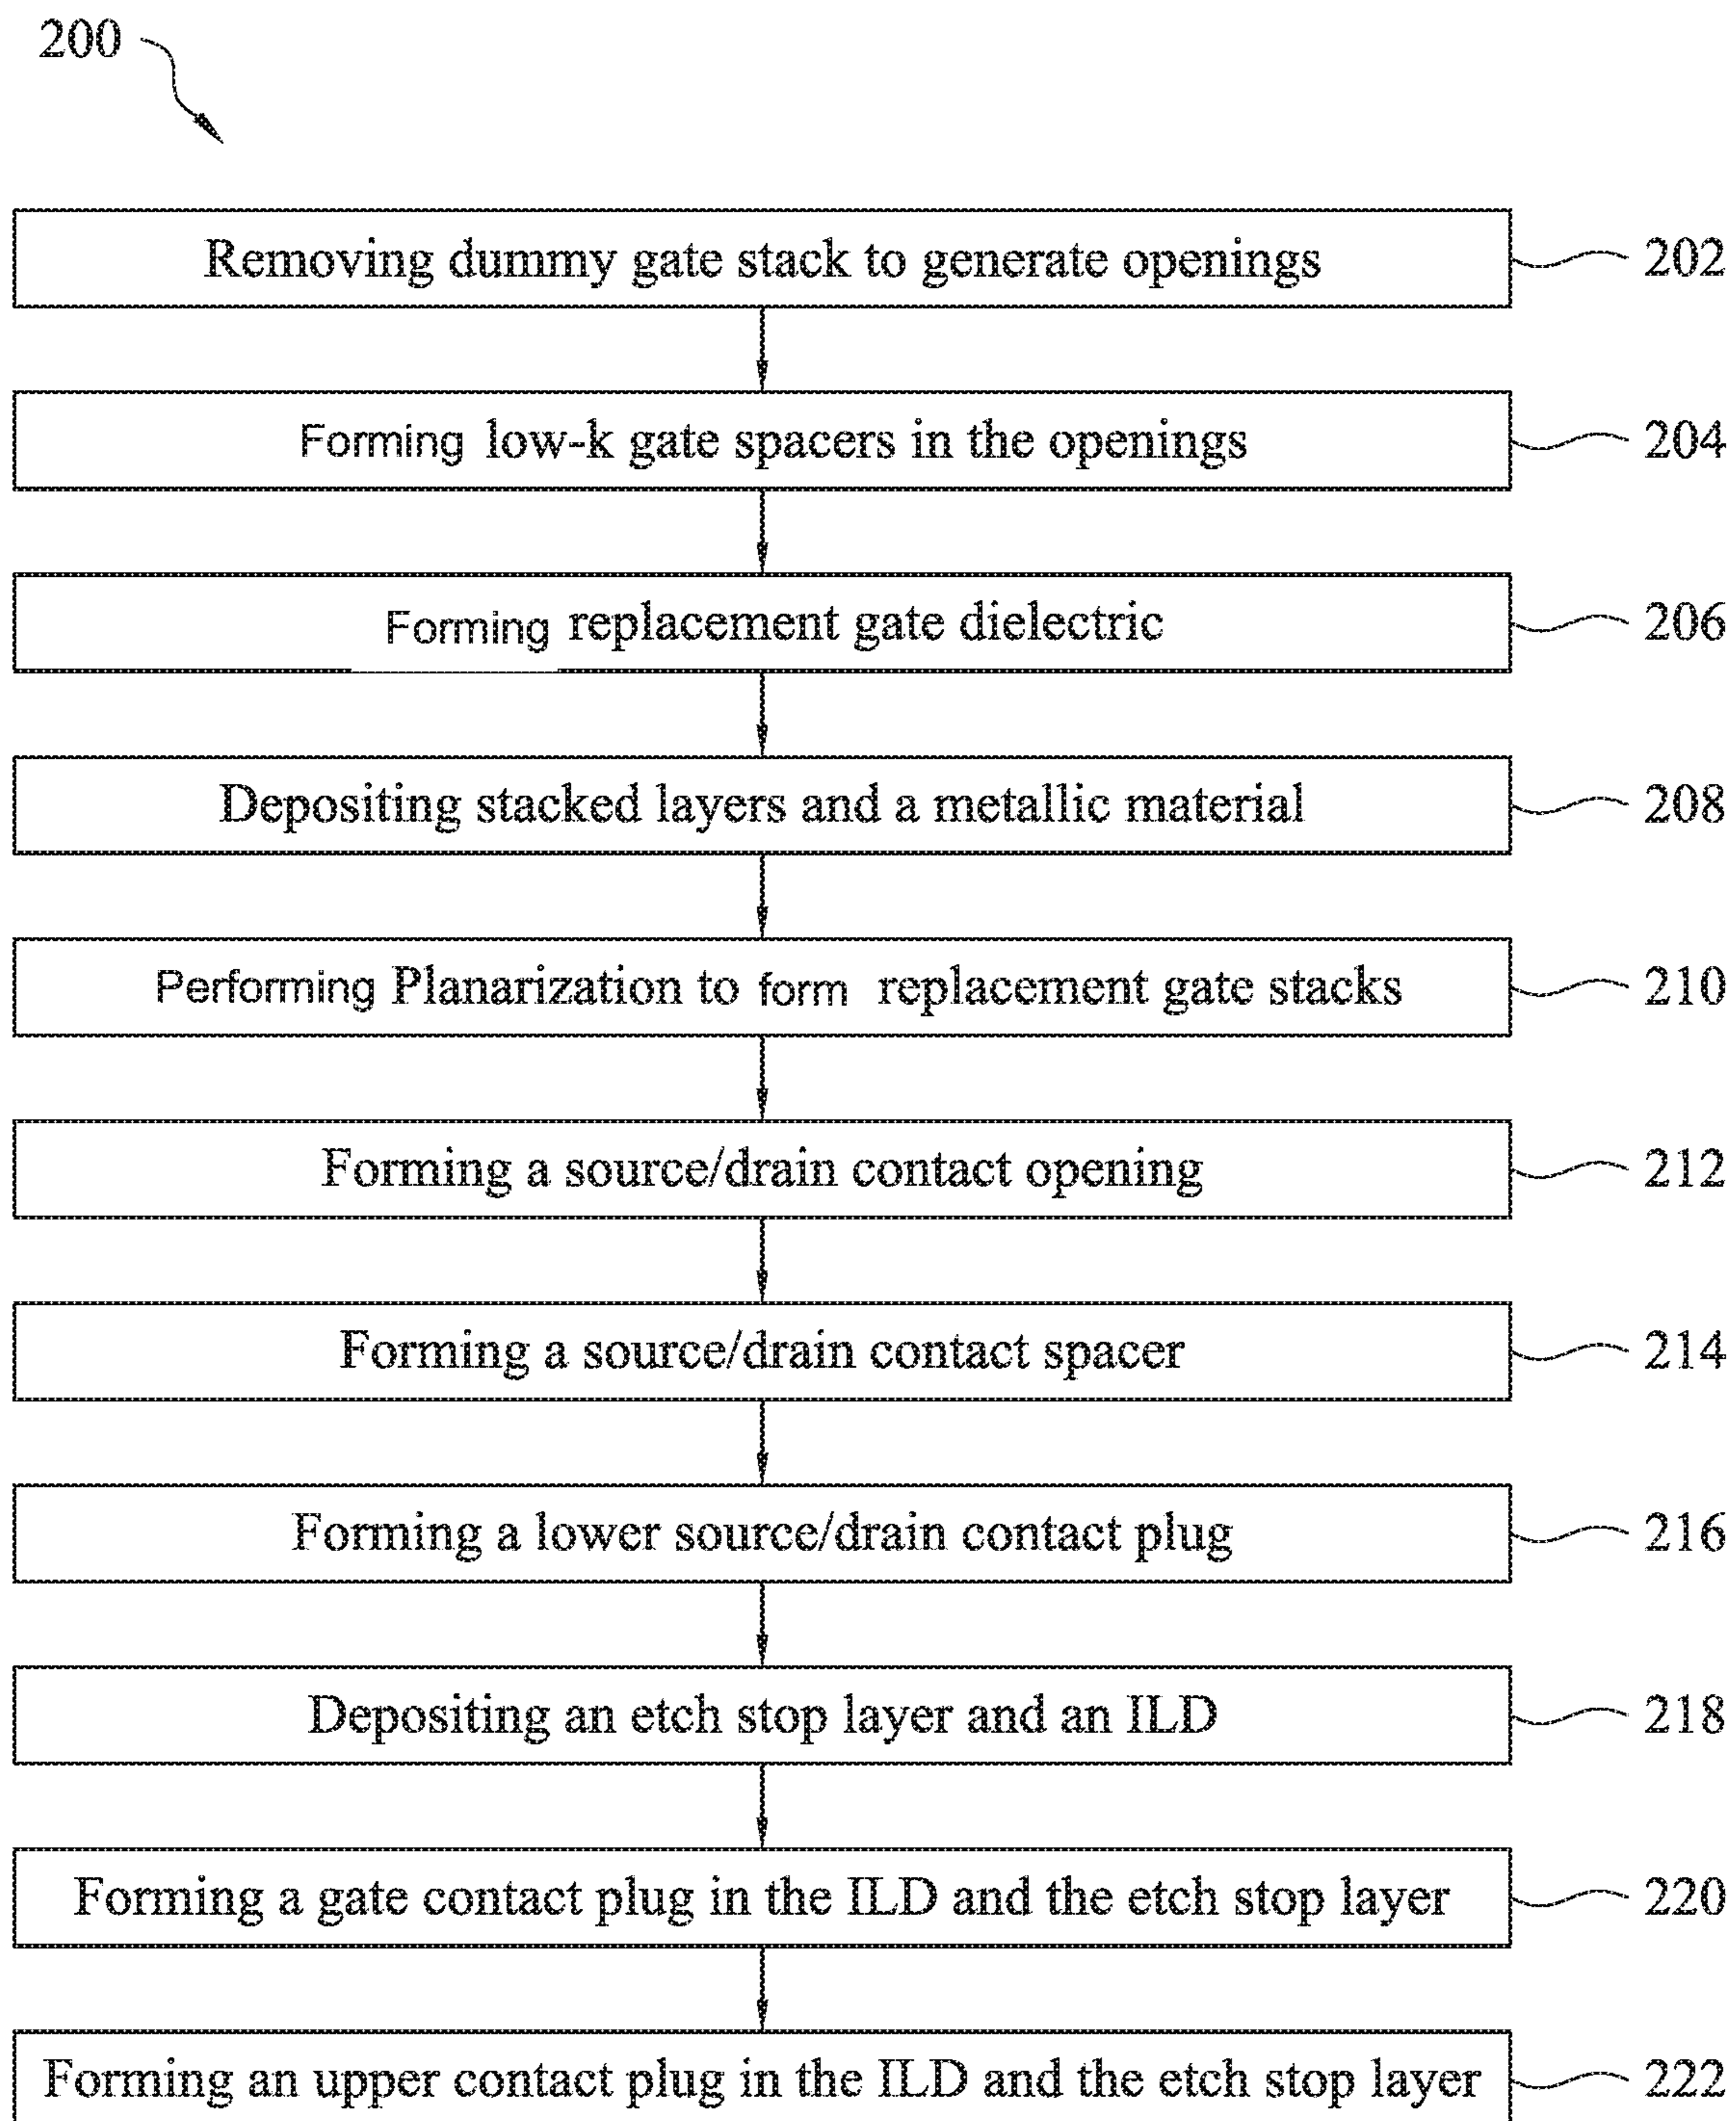 200
Removing dummy gate stack to generate openings 202
Forming low-k gate spacers in the openings 204
Forming replacement gate dielectric 206
Depositing stacked layers and a metallic material 208
Performing Planarization to form replacement gate stacks 210
Forming a source/drain contact opening 212
Forming a source/drain contact spacer 214
Forming a lower source/drain contact plug 216
Depositing an etch stop layer and an ILD 218
Forming a gate contact plug in the ILD and the etch stop layer 220
Forming an upper contact plug in the ILD and the etch stop layer 222